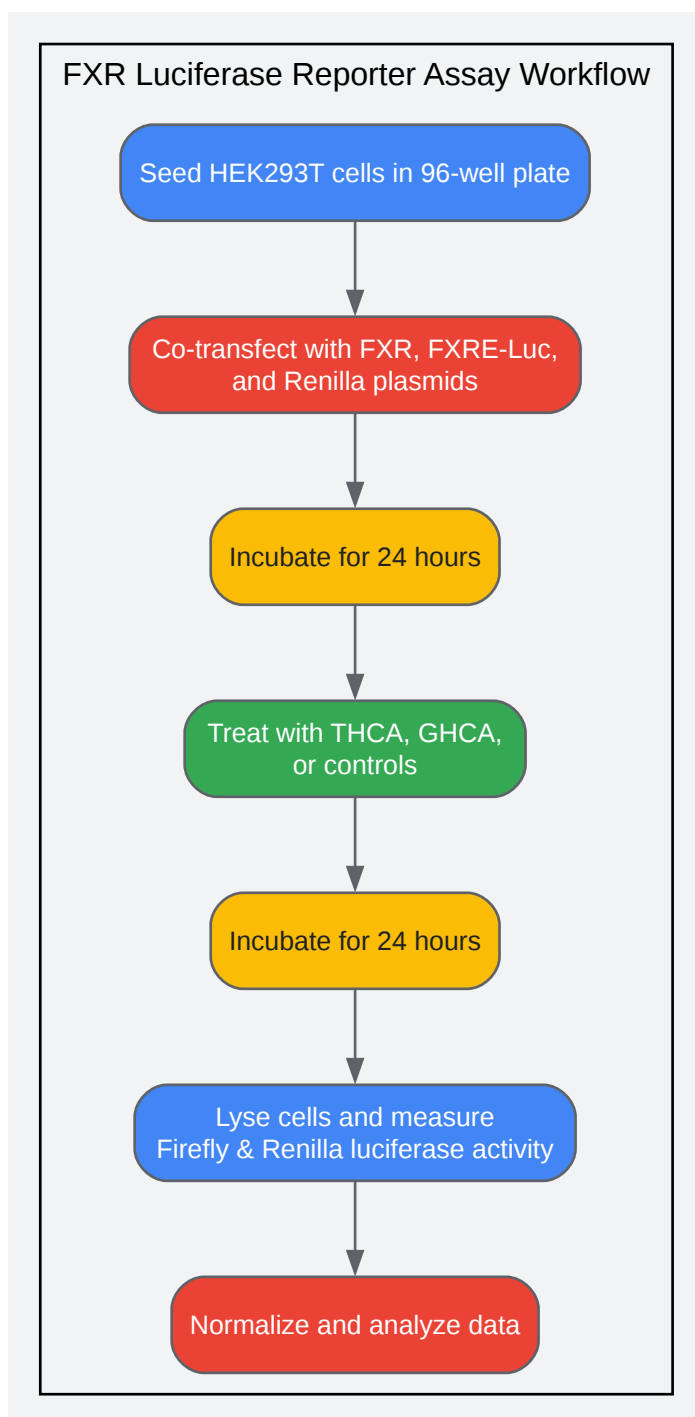 FXR Luciferase Reporter Assay Workflow
Seed HEK293T cells in 96-well plate
Co-transfect with FXR, FXRE-Luc,
and Renilla plasmids
Incubate for 24 hours
Treat with THCA, GHCA,
or controls
Incubate for 24 hours
Lyse cells and measure
Firefly & Renilla luciferase activity
Normalize and analyze data